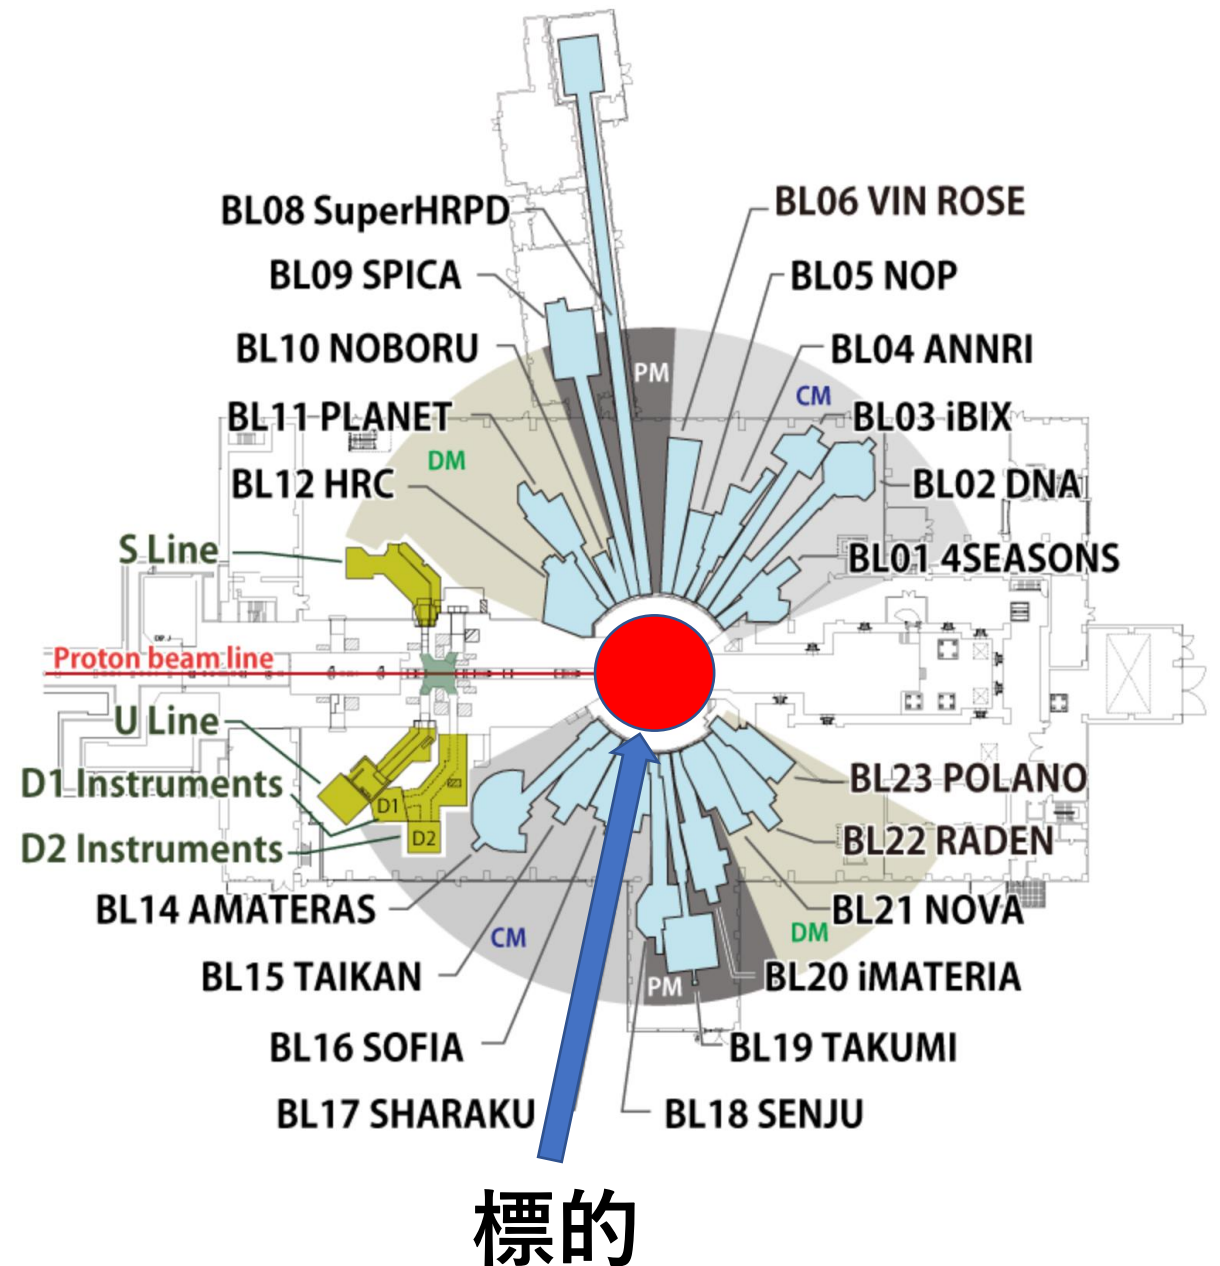 BL08 SuperHRPD
BL06 VIN ROSE
BL09 SPICA
BL05 NOP
BL10 NOBORU
PM
BL04 ANNRI
CM
BL11 PLANET
BL03 iBIX
DM
BL12 HRC
BL02 DNA
S Line
BL01 4SEASONS
Proton beam line
U Line
D1 Instruments
D1
BL23 POLANO
D2 Instruments
D2
BL22 RADEN
BL14 AMATERAS
BL21 NOVA
CM
DM
BL15 TAIKAN
PM
BL20 iMATERIA
BL16 SOFIA
BL19 TAKUMI
BL17 SHARAKU
BL18 SENJU
標的